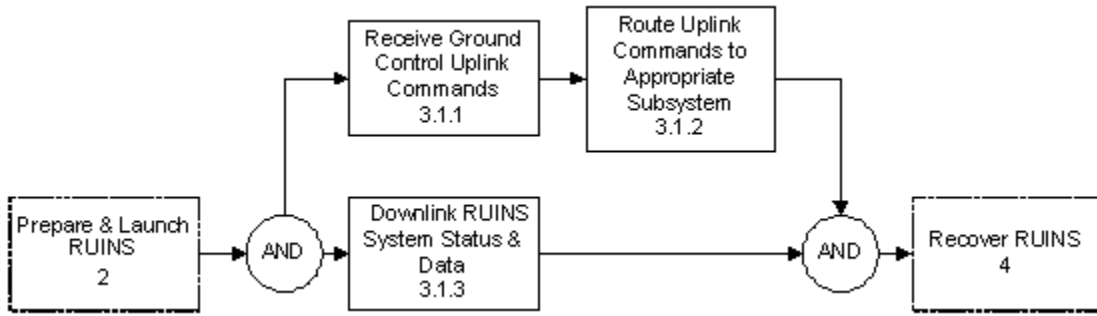 Receive Ground
Control Uplink
Commands
3.1.1
Route Uplink
Commands to
Appropriate
Subsystem
3.1.2
Prepare & Launch
RUINS
2
AND
Downlink RUINS
System Status &
Data
3.1.3
AND
Recover RUINS
4